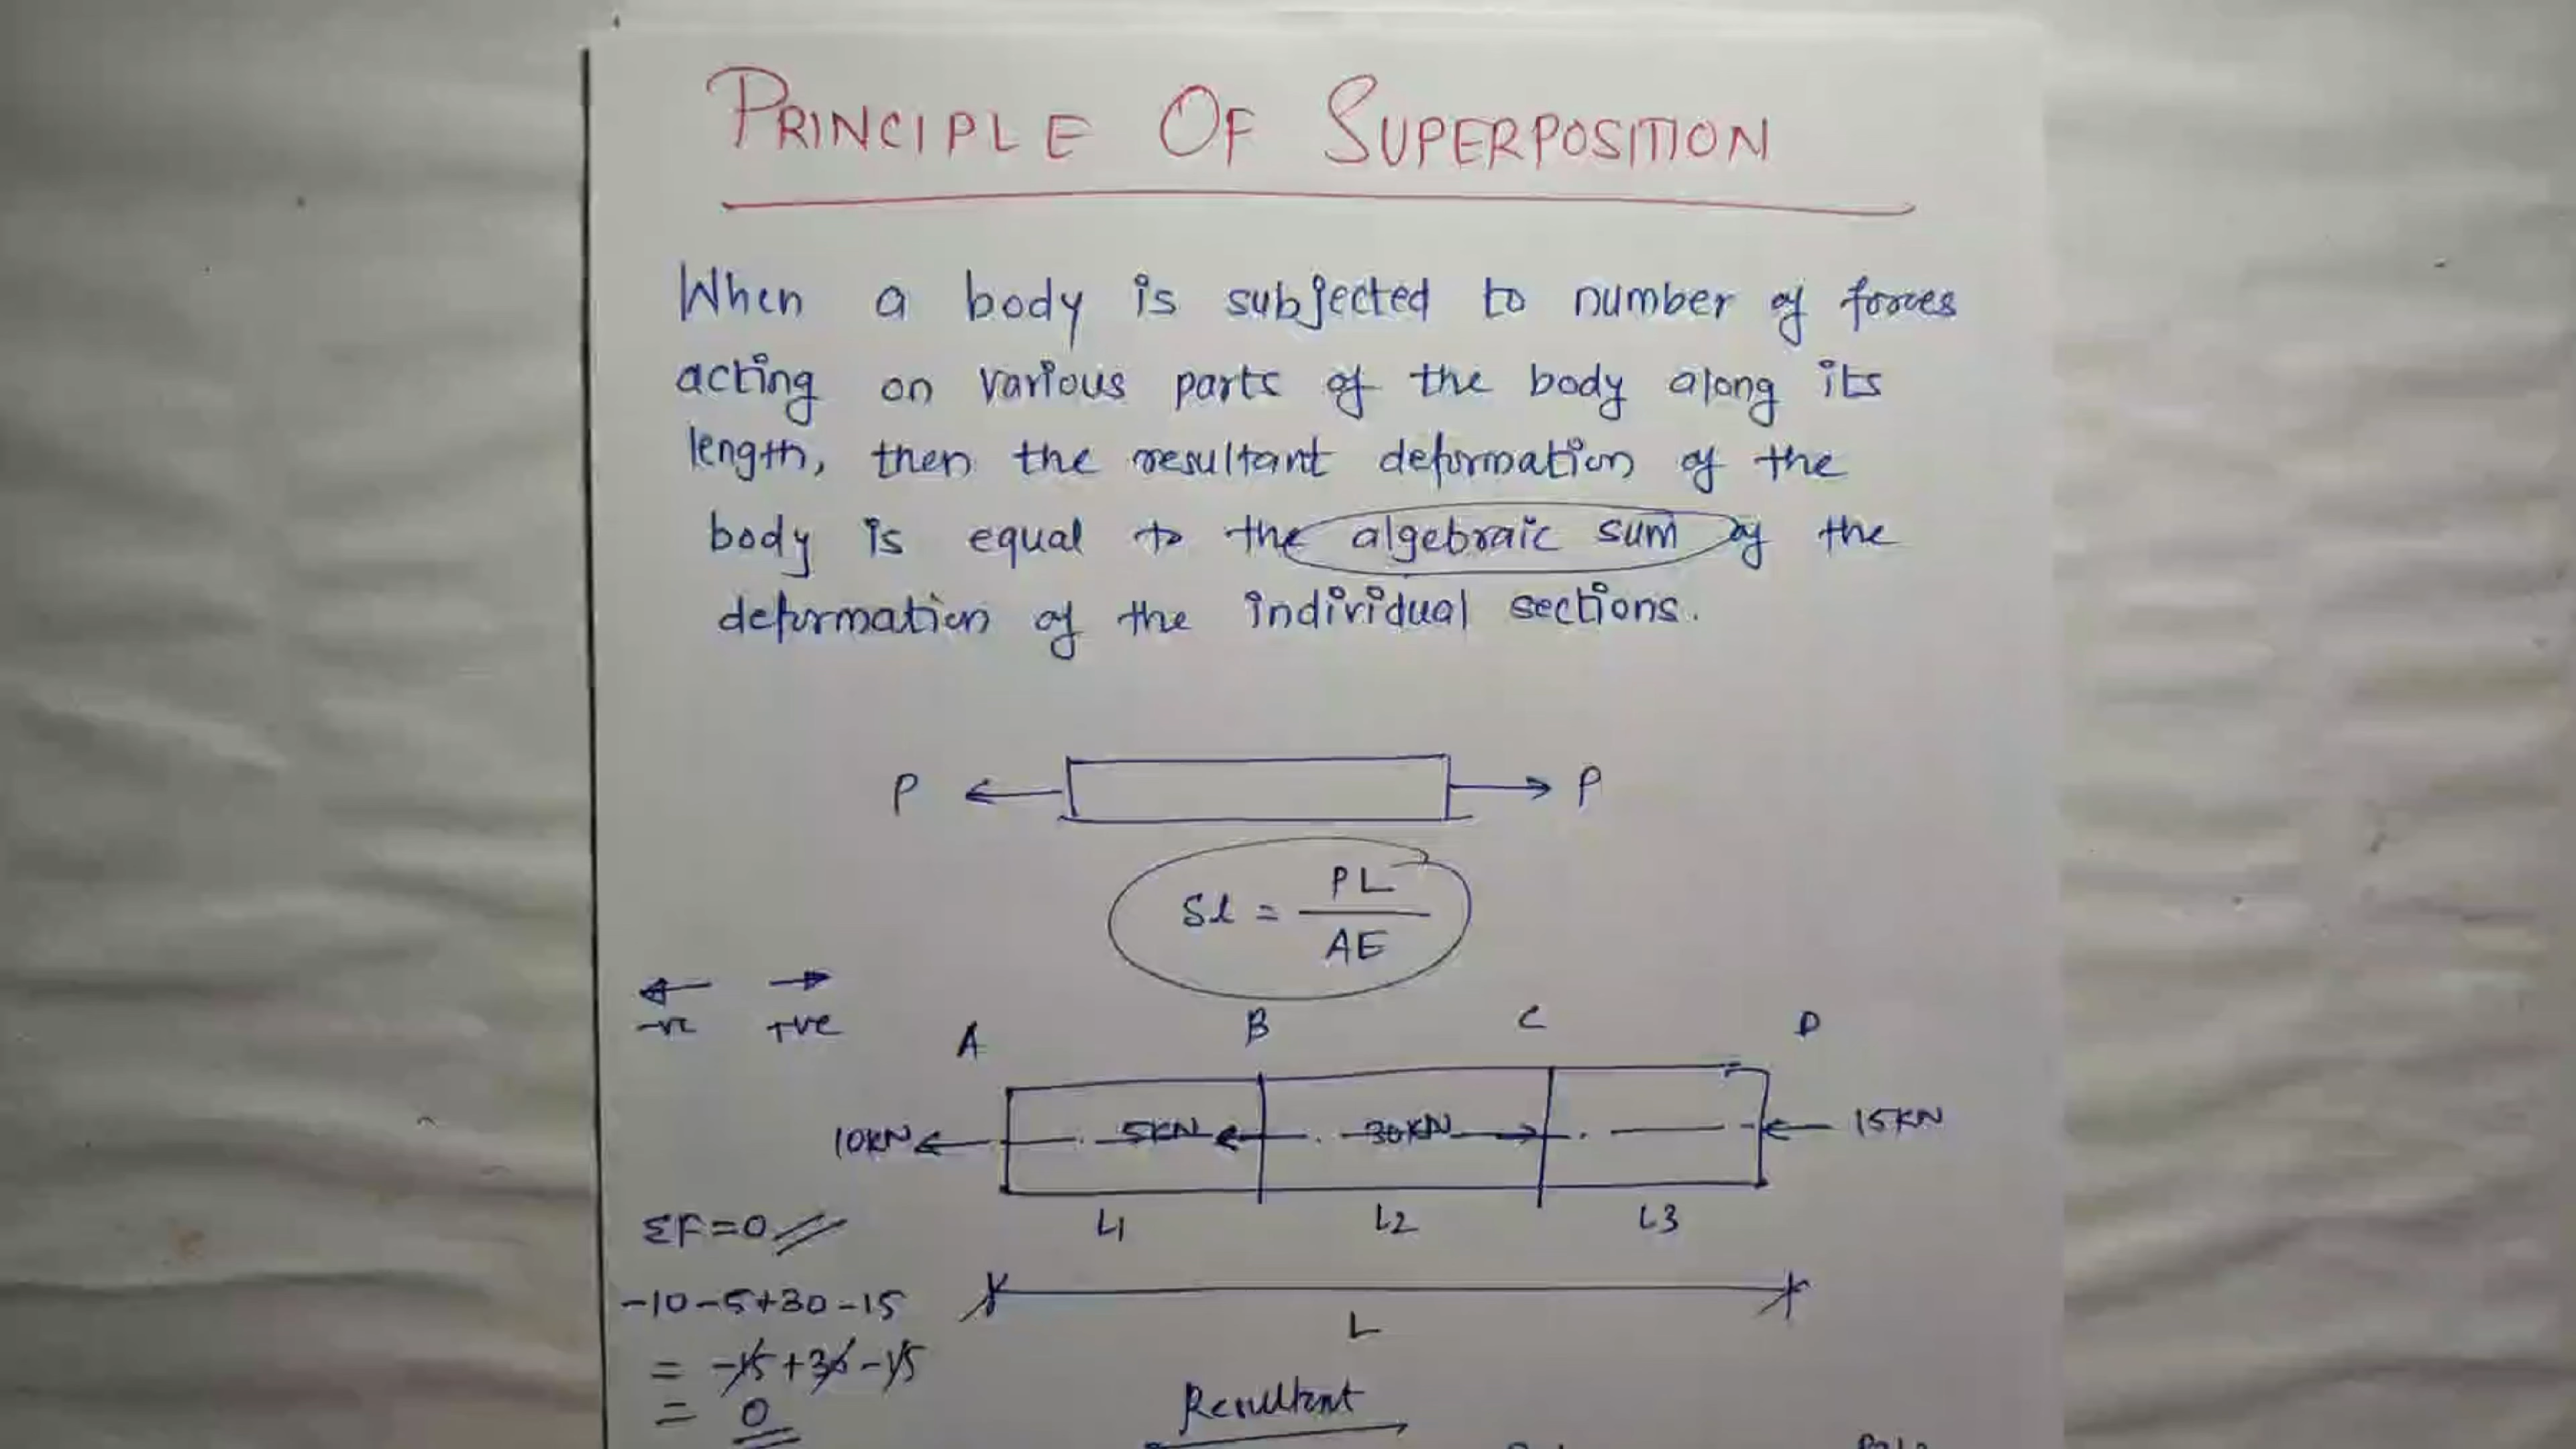 PRINCIPLE OF SUPERPOSITION
When a body is subjected to number of forces
acting on various parts of the body along its
length, then the resultant deformation of the
body is equal to the algebraic sum of the
deformation of the individual sections.
P P
δl = PL
AE
-ve +ve
A B C D
10KN 5KN 30KN 15KN
L1 L2 L3
ΣF=0
-10-5+30-15
= -15+30-15
= 0
L
Resultant